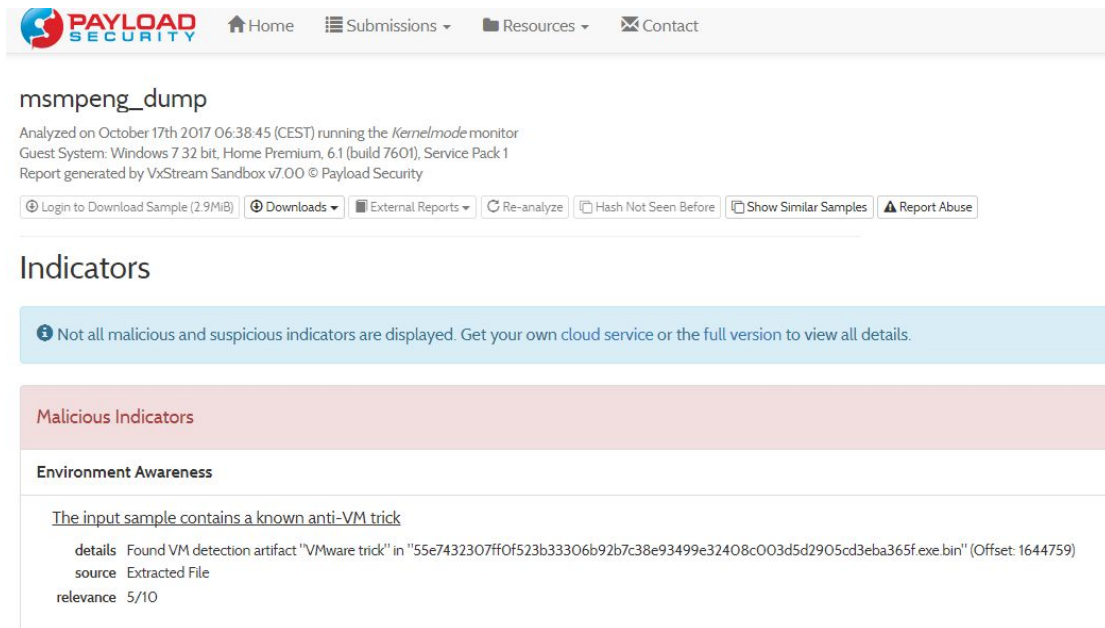 PAYLOAD SECURITY Home Submissions Resources Contact
msmpeng_dump
Analyzed on October 17th 2017 06:38:45 (CEST) running the Kernelmode monitor
Guest System: Windows 7 32 bit, Home Premium, 6.1 (build 7601), Service Pack 1
Report generated by VxStream Sandbox v7.00 © Payload Security
Login to Download Sample (2.9MiB) Downloads External Reports Re-analyze Hash Not Seen Before Show Similar Samples Report Abuse
Indicators
Not all malicious and suspicious indicators are displayed. Get your own cloud service or the full version to view all details.
Malicious Indicators
Environment Awareness
The input sample contains a known anti-VM trick
details Found VM detection artifact "VMware trick" in "55e7432307ff0f523b33306b92b7c38e93499e32408c003d5d2905cd3eba365f.exe.bin" (Offset: 1644759)
source Extracted File
relevance 5/10